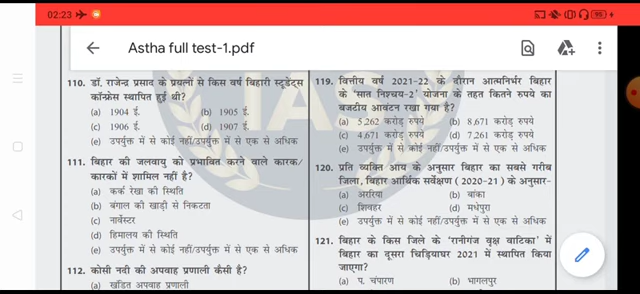 02:23
95
Astha full test-1.pdf
110. डॉ. राजेन्द्र प्रसाद के प्रयत्नों से किस वर्ष बिहारी स्टूडेंट्स
कॉन्फ्रेंस स्थापित हुई थी?
(a) 1904 ई. (b) 1905 ई.
(c) 1906 ई. (d) 1907 ई.
(e) उपर्युक्त में से कोई नहीं/उपर्युक्त में से एक से अधिक
111. बिहार की जलवायु को प्रभावित करने वाले कारक/
कारकों में शामिल नहीं है?
(a) कर्क रेखा की स्थिति
(b) बंगाल की खाड़ी से निकटता
(c) नार्वेस्टर
(d) हिमालय की स्थिति
(e) उपर्युक्त में से कोई नहीं/उपर्युक्त में से एक से अधिक
112. कोसी नदी की अपवाह प्रणाली कैसी है?
(a) खंडित अपवाह प्रणाली
119. वित्तीय वर्ष 2021-22 के दौरान आत्मनिर्भर बिहार
के 'सात निश्चय-2' योजना के तहत कितने रुपये का
बजटीय आवंटन रखा गया है?
(a) 5,262 करोड़ रुपये (b) 8,671 करोड़ रुपये
(c) 4,671 करोड़ रुपये (d) 7,261 करोड़ रुपये
(e) उपर्युक्त में से कोई नहीं/उपर्युक्त में से एक से अधिक
120. प्रति व्यक्ति आय के अनुसार बिहार का सबसे गरीब
जिला, बिहार आर्थिक सर्वेक्षण (2020-21) के अनुसार-
(a) अररिया (b) बांका
(c) शिवहर (d) मधेपुरा
(e) उपर्युक्त में से कोई नहीं/उपर्युक्त में से एक से अधिक
121. बिहार के किस जिले के 'रानीगंज वृक्ष वाटिका' में
बिहार का दूसरा चिड़ियाघर 2021 में स्थापित किया
जाएगा?
(a) प. चंपारण (b) भागलपुर